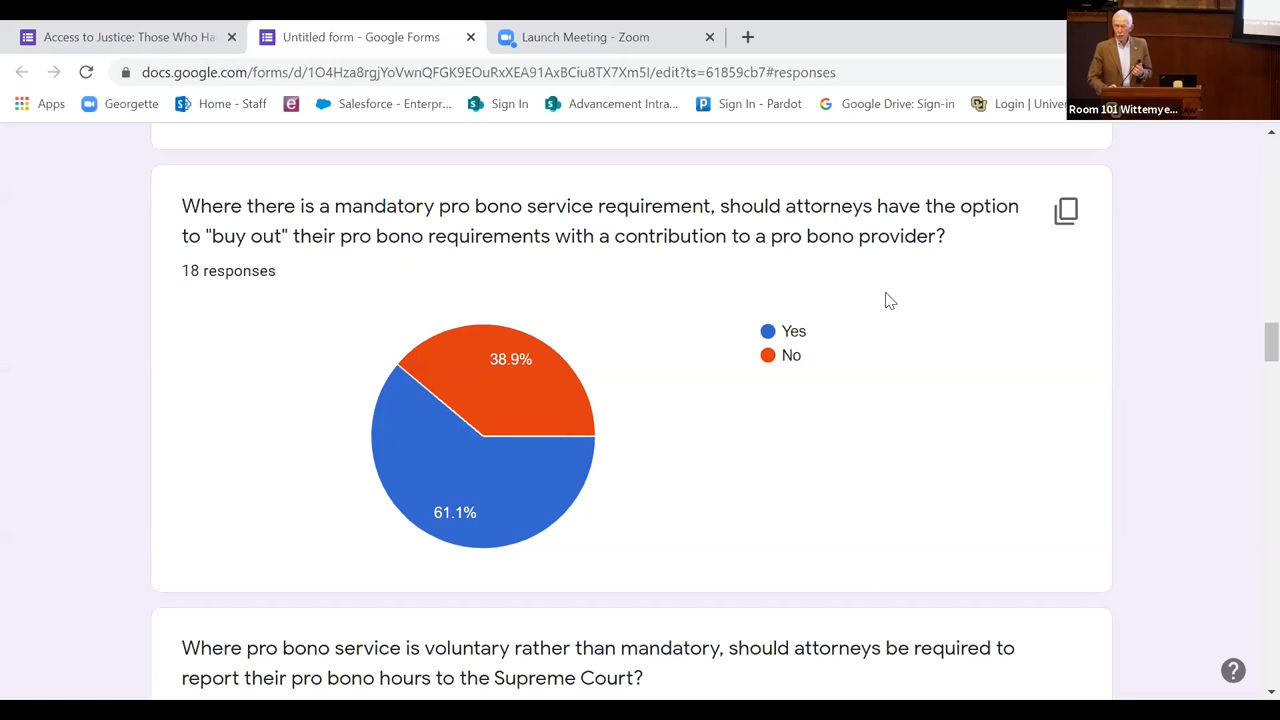 Access to Justice: Those Who Ha
Untitled form - Google Forms
Launch Meeting - Zoom
docs.google.com/forms/d/1O4Hza8rgjYoVwnQFGK9EOuRxXEA91AxBCiu8TX7Xm5I/edit?ts=61859cb7#responses
Apps
Georgette
Home - Staff
Salesforce - Enterpr...
Sign In
Advancement Intra...
Sign In - Pardot
Google Drive: Sign-in
Login | Univer
Room 101 Wittemye...
Where there is a mandatory pro bono service requirement, should attorneys have the option
to "buy out" their pro bono requirements with a contribution to a pro bono provider?
18 responses
Yes
No
38.9%
61.1%
Where pro bono service is voluntary rather than mandatory, should attorneys be required to
report their pro bono hours to the Supreme Court?